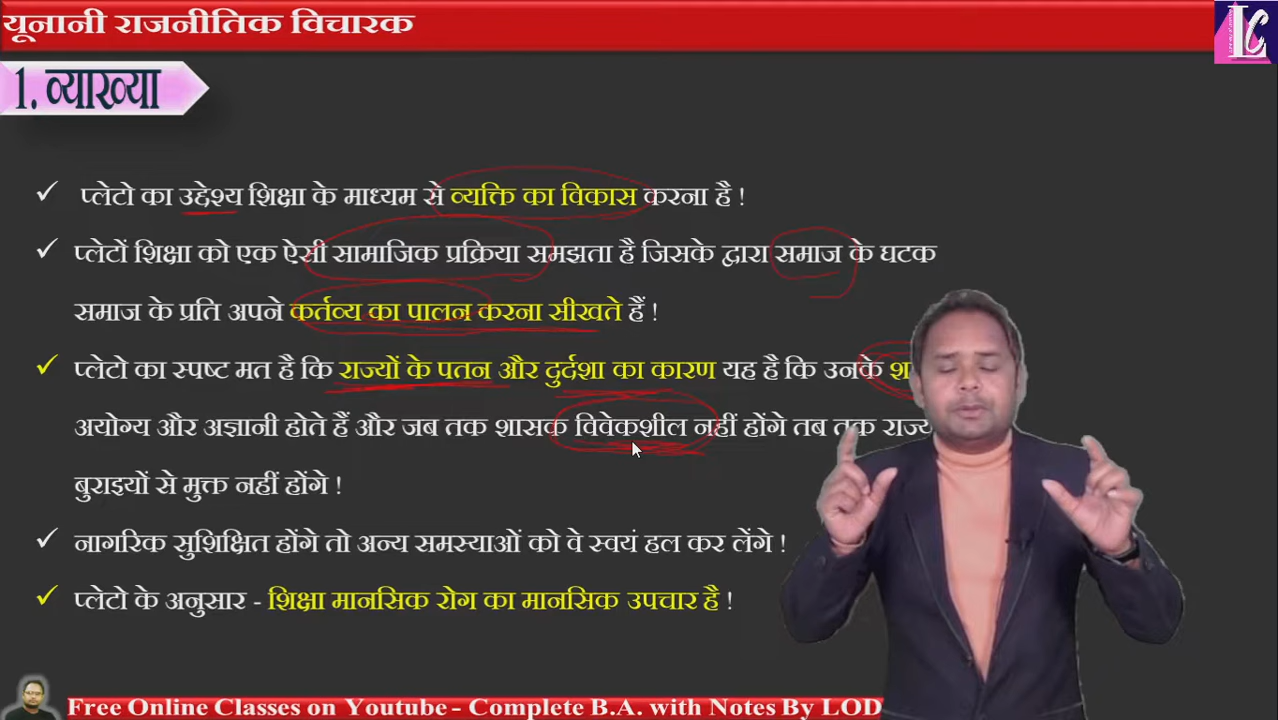 यूनानी राजनीतिक विचारक
LC
1. व्याख्या
✓ प्लेटो का उद्देश्य शिक्षा के माध्यम से व्यक्ति का विकास करना है !
✓ प्लेटों शिक्षा को एक ऐसी सामाजिक प्रक्रिया समझता है जिसके द्वारा समाज के घटक
समाज के प्रति अपने कर्तव्य का पालन करना सीखते हैं !
✓ प्लेटो का स्पष्ट मत है कि राज्यों के पतन और दुर्दशा का कारण यह है कि उनके
अयोग्य और अज्ञानी होते हैं और जब तक शासक विवेकशील नहीं होंगे तब तक राज्य
बुराइयों से मुक्त नहीं होंगे !
✓ नागरिक सुशिक्षित होंगे तो अन्य समस्याओं को वे स्वयं हल कर लेंगे !
✓ प्लेटो के अनुसार - शिक्षा मानसिक रोग का मानसिक उपचार है !
Free Online Classes on Youtube - Complete B.A. with Notes By LOD